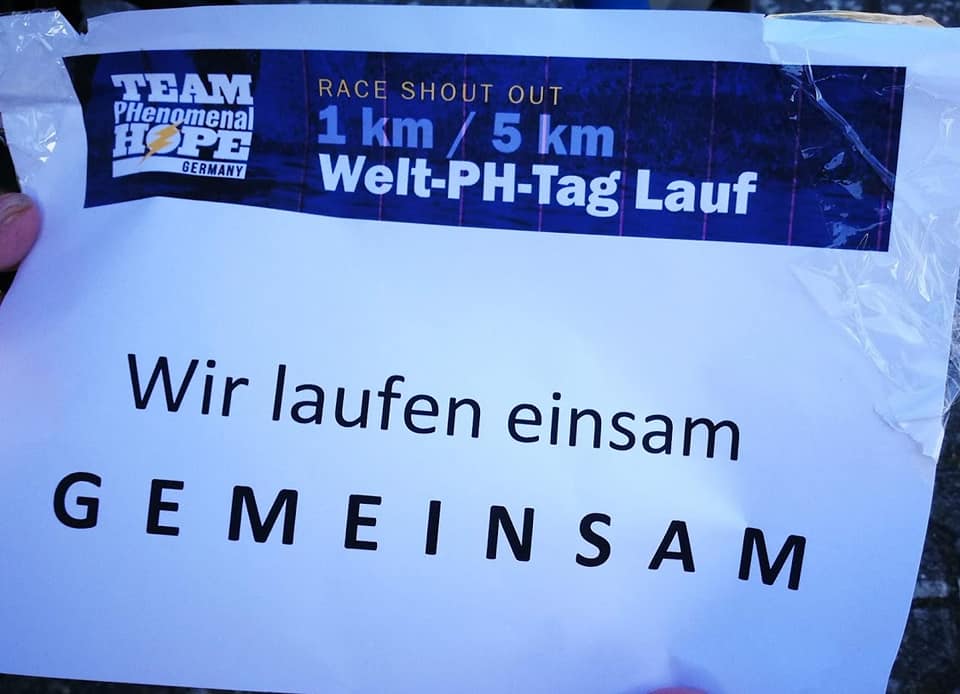 TEAM
PHenomenal
HOPE
GERMANY
RACE SHOUT OUT
1 km / 5 km
Welt-PH-Tag Lauf
Wir laufen einsam
GEMEINSAM